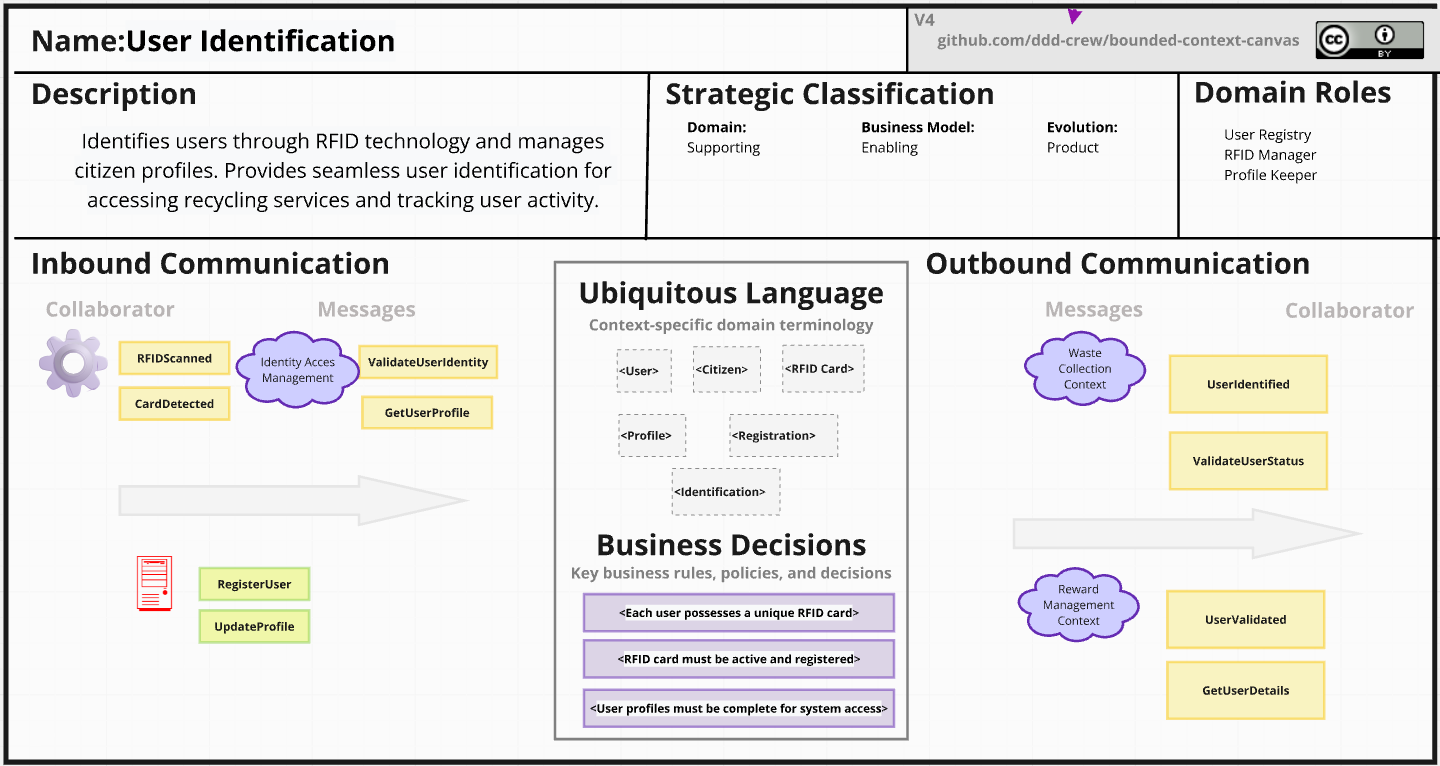 Name:User Identification
V4
github.com/ddd-crew/bounded-context-canvas
cc
BY
Description
Identifies users through RFID technology and manages
citizen profiles. Provides seamless user identification for
accessing recycling services and tracking user activity.
Strategic Classification
Domain:
Supporting
Business Model:
Enabling
Evolution:
Product
Domain Roles
User Registry
RFID Manager
Profile Keeper
Inbound Communication
Collaborator
Messages
RFIDScanned
CardDetected
Identity Acces
Management
ValidateUserIdentity
GetUserProfile
RegisterUser
UpdateProfile
Ubiquitous Language
Context-specific domain terminology
<User>
<Citizen>
<RFID Card>
<Profile>
<Registration>
<Identification>
Business Decisions
Key business rules, policies, and decisions
<Each user possesses a unique RFID card>
<RFID card must be active and registered>
<User profiles must be complete for system access>
Outbound Communication
Messages
Collaborator
Waste
Collection
Context
UserIdentified
ValidateUserStatus
Reward
Management
Context
UserValidated
GetUserDetails